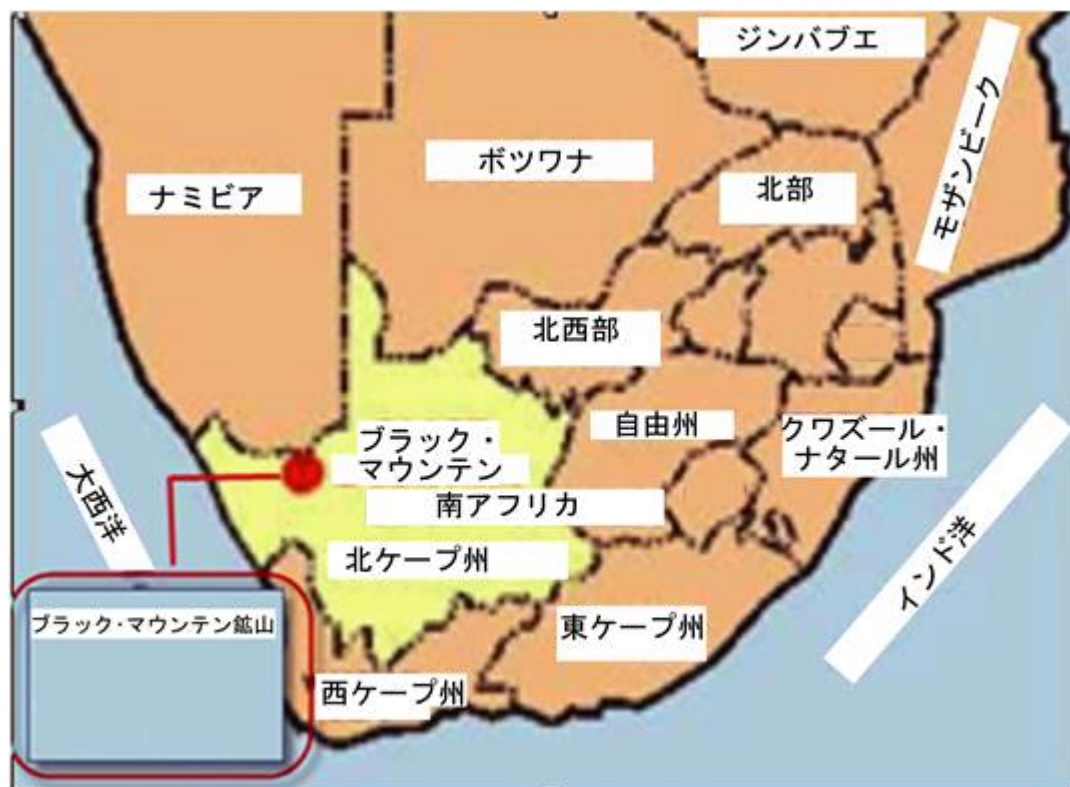 ジンバブエ
モザンビーク
ボツワナ
北部
ナミビア
北西部
自由州
クワズール・
ナタール州
ブラック・
マウンテン
南アフリカ
大西洋
北ケープ州
インド洋
ブラック・マウンテン鉱山
東ケープ州
西ケープ州